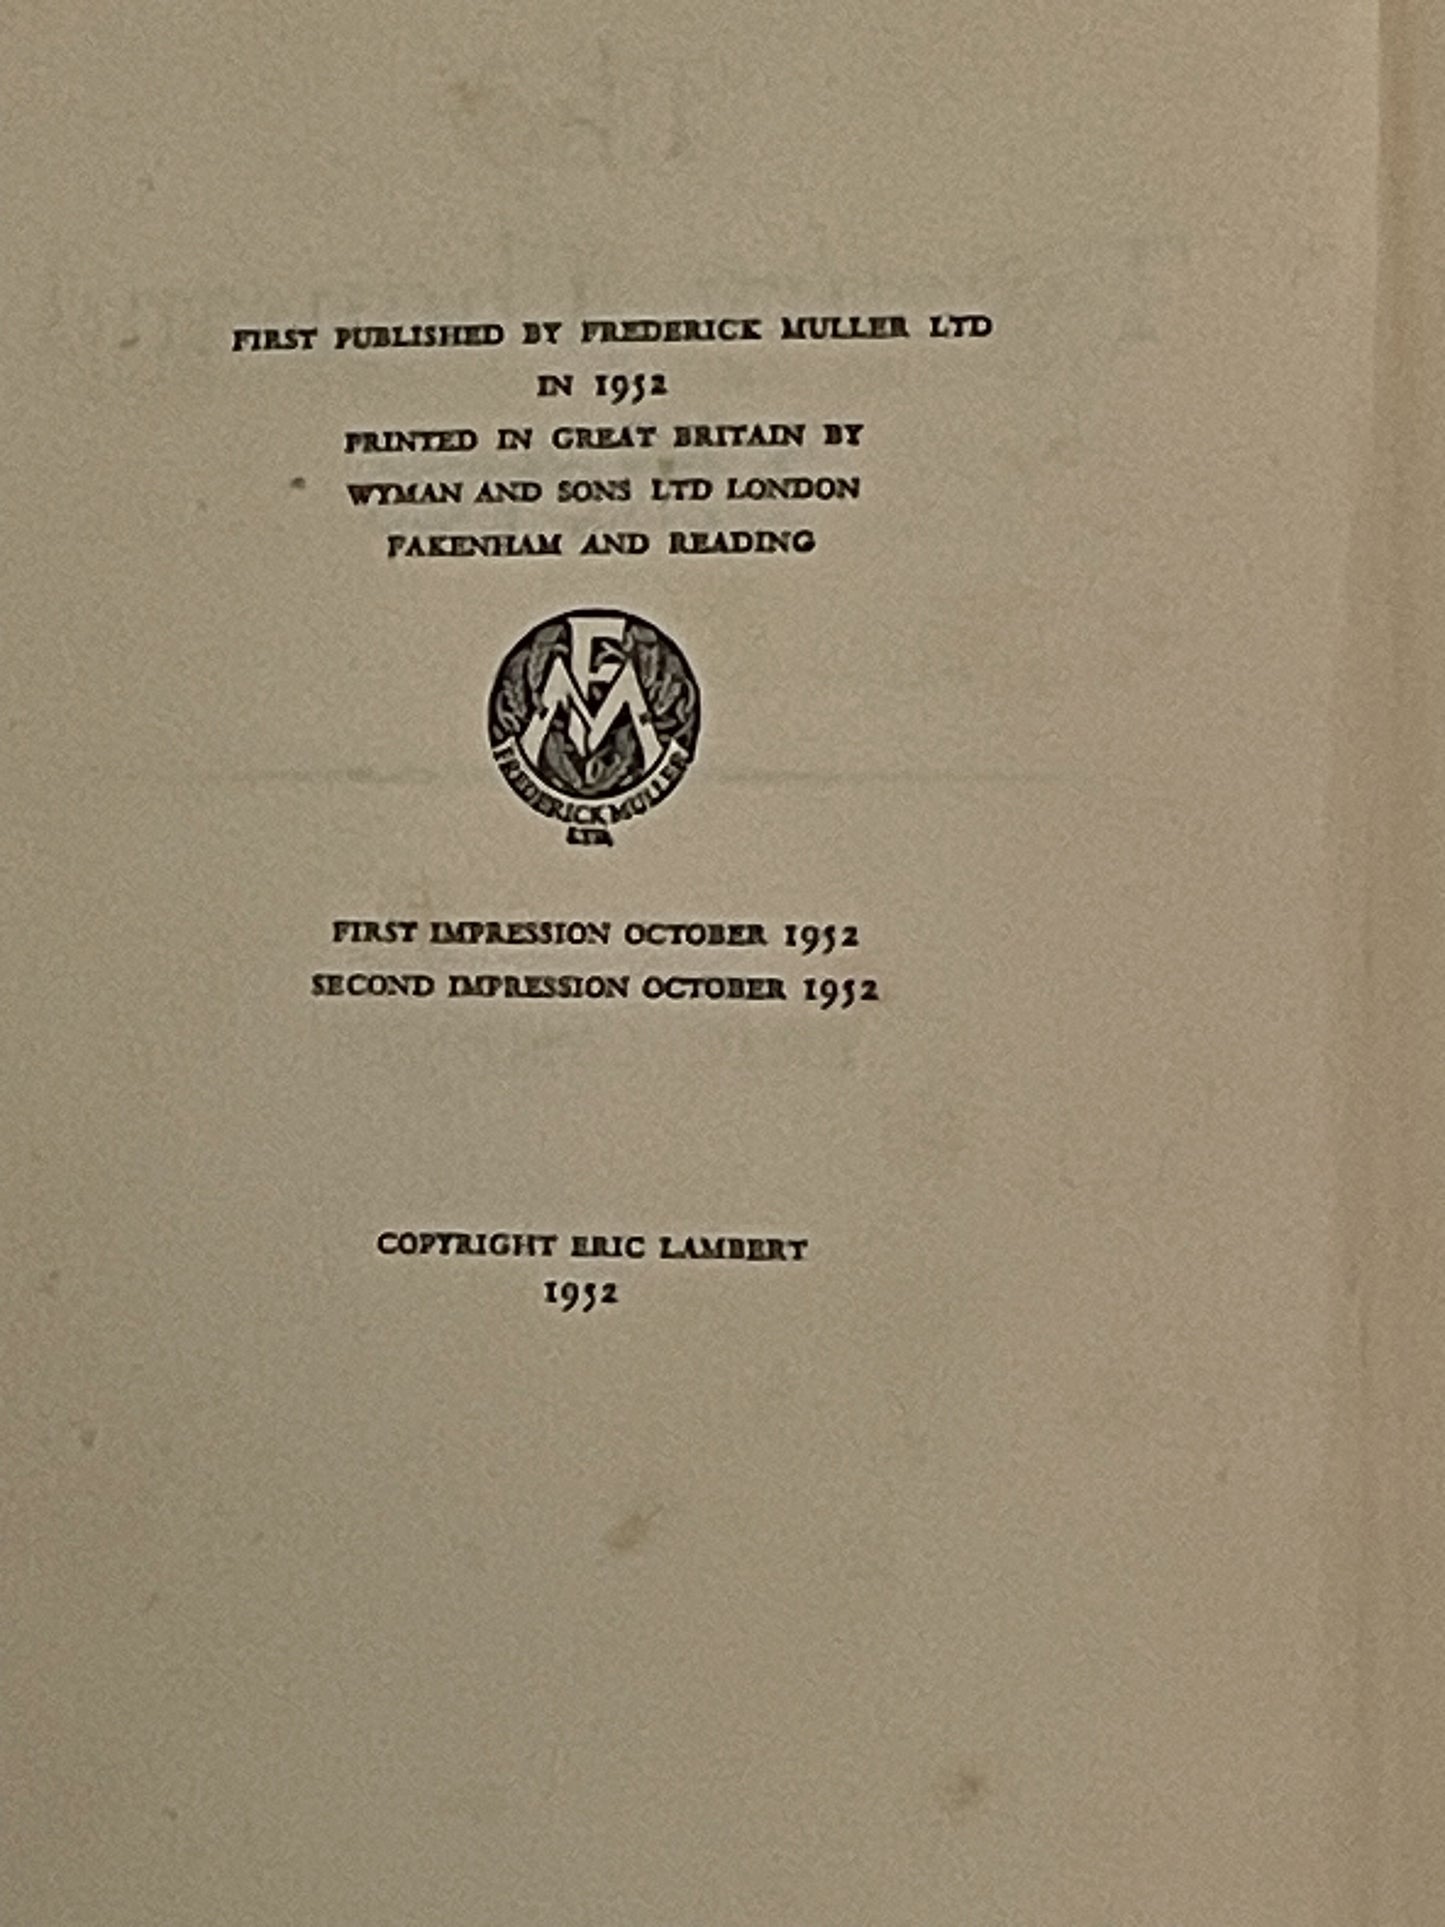 FIRST PUBLISHED BY FREDERICK MULLER LTD
IN 1952
PRINTED IN GREAT BRITAIN BY
WYMAN AND SONS LTD LONDON
FAKENHAM AND READING
FM
FREDERICK MULLER
LTD
FIRST IMPRESSION OCTOBER 1952
SECOND IMPRESSION OCTOBER 1952
COPYRIGHT ERIC LAMBERT
1952